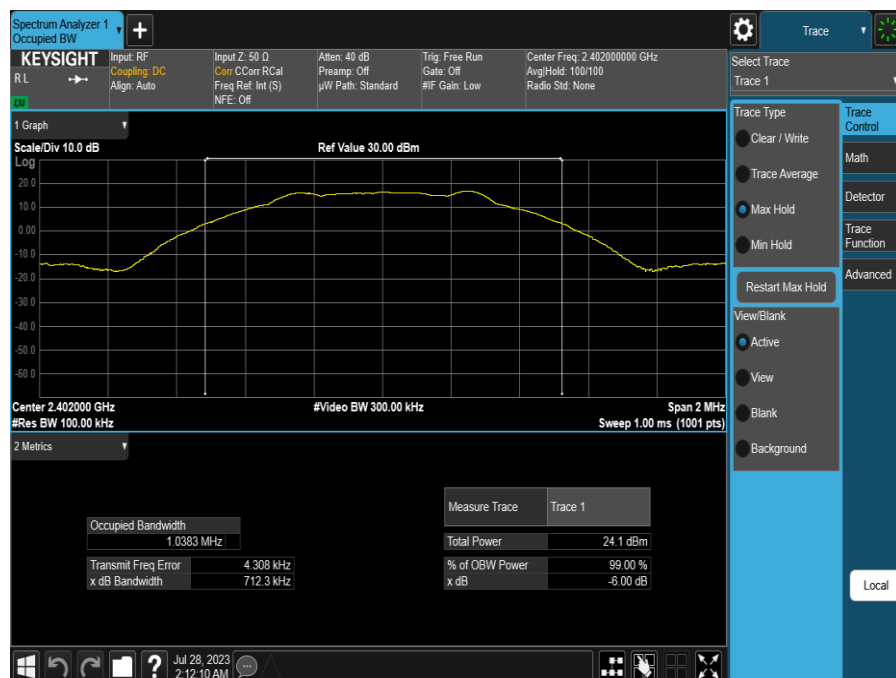 Spectrum Analyzer 1
Occupied BW
+
Trace
KEYSIGHT
R L
LXI
Input: RF
Coupling: DC
Align: Auto
Input Z: 50 Ω
Corr CCorr RCal
Freq Ref: Int (S)
NFE: Off
Atten: 40 dB
Preamp: Off
µW Path: Standard
Trig: Free Run
Gate: Off
#IF Gain: Low
Center Freq: 2.402000000 GHz
Avg|Hold: 100/100
Radio Std: None
Select Trace
Trace 1
1 Graph
Scale/Div 10.0 dB
Ref Value 30.00 dBm
Log
20.0
10.0
0.00
-10.0
-20.0
-30.0
-40.0
-50.0
-60.0
Center 2.402000 GHz
#Video BW 300.00 kHz
Span 2 MHz
#Res BW 100.00 kHz
Sweep 1.00 ms (1001 pts)
Trace Type
Clear / Write
Trace Average
Max Hold
Min Hold
Restart Max Hold
View/Blank
Active
View
Blank
Background
Trace
Control
Math
Detector
Trace
Function
Advanced
Local
2 Metrics
Measure Trace Trace 1
Occupied Bandwidth
1.0383 MHz
Total Power 24.1 dBm
Transmit Freq Error 4.308 kHz
% of OBW Power 99.00 %
x dB Bandwidth 712.3 kHz
x dB -6.00 dB
?
Jul 28, 2023
2:12:10 AM